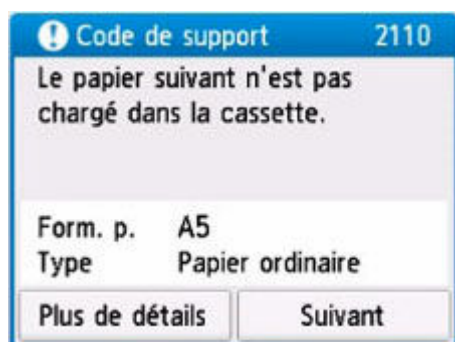 Code de support 2110
Le papier suivant n'est pas
chargé dans la cassette.
Form. p. A5
Type Papier ordinaire
Plus de détails Suivant